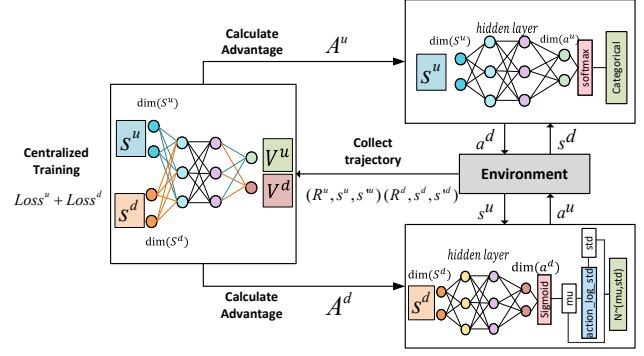 Calculate
Advantage
A^u
dim(S^u)
hidden layer
dim(a^u)
s^u
softmax
Categorical
a^d
s^d
dim(S^u)
s^u
V^u
Centralized
Training
Loss^u + Loss^d
s^d
V^d
dim(S^d)
Collect
trajectory
(R^u, s^u, s'^u)(R^d, s^d, s'^d)
Environment
s^u
a^u
Calculate
Advantage
A^d
hidden layer
dim(S^d)
dim(a^d)
s^d
Sigmoid
mu
std
action_log_std
N~(mu,std)